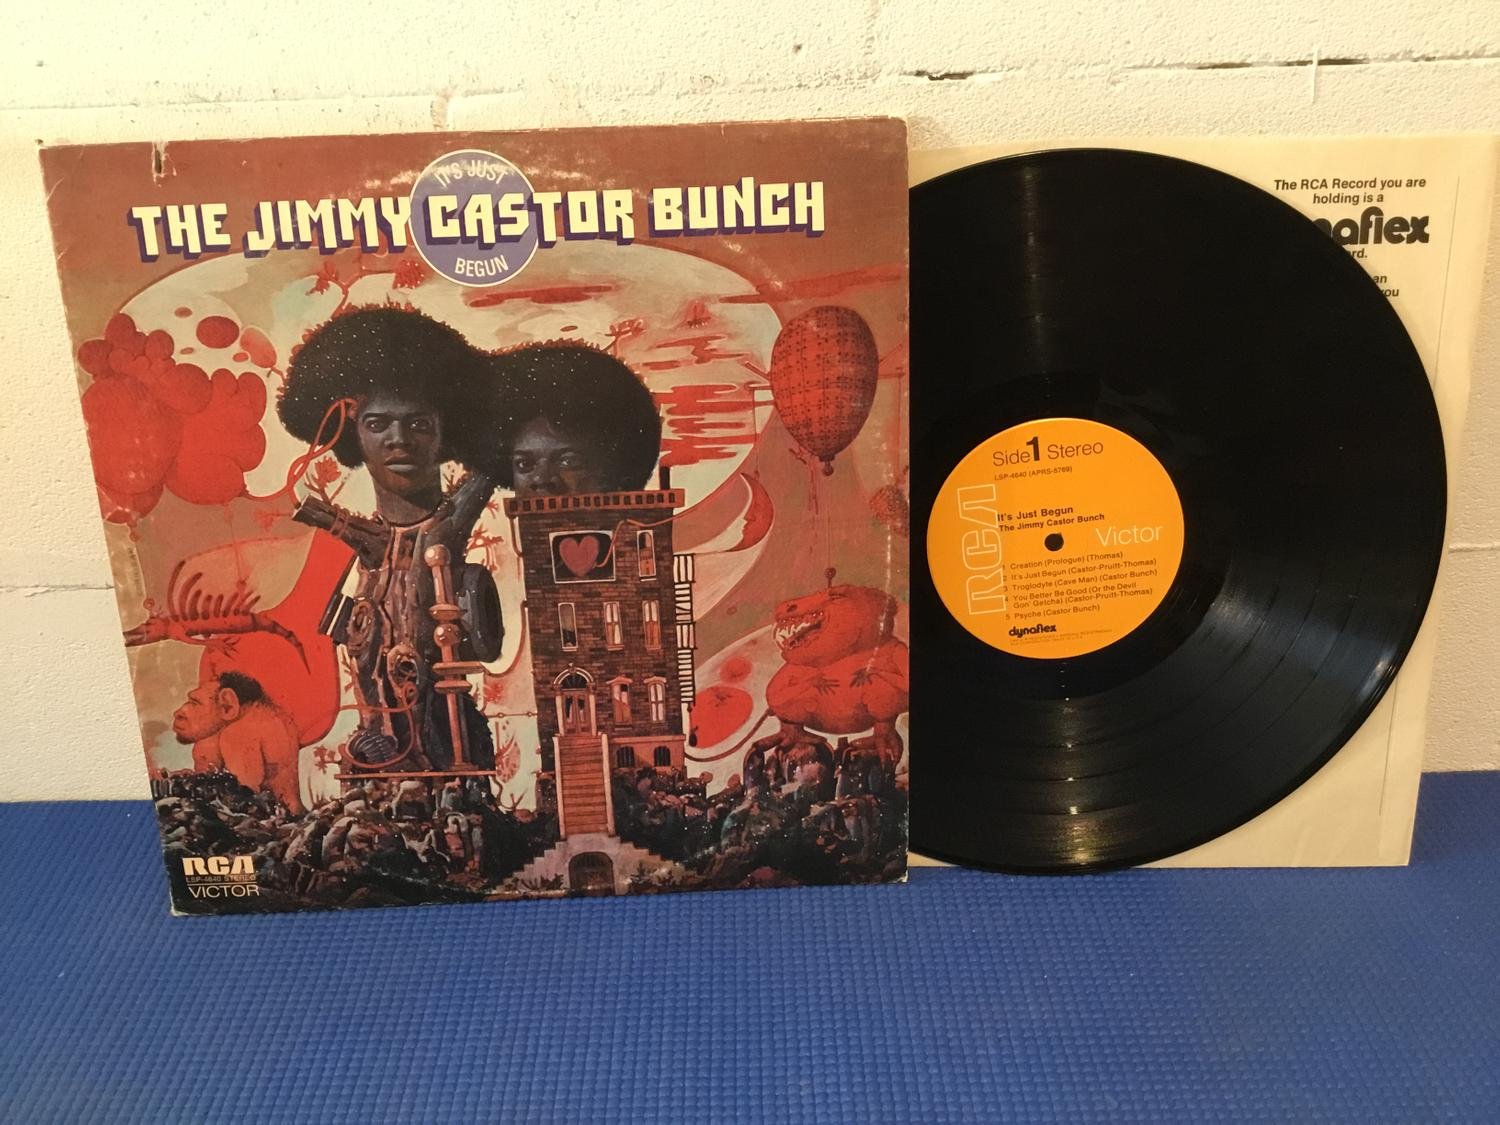 IT'S JUST
THE JIMMY CASTOR BUNCH
BEGUN
RCA
LSP-4640 STEREO
VICTOR
The RCA Record you are
holding is a
Side 1 Stereo
LSP-4640 (APRS-5769)
RCA
It's Just Begun
The Jimmy Castor Bunch
Victor
1 Creation (Prologue) (Thomas)
2 It's Just Begun (Castor-Pruitt-Thomas)
3 Troglodyte (Cave Man) (Castor Bunch)
4 You Better Be Good (Or the Devil
Gon' Getcha) (Castor-Pruitt-Thomas)
5 Psyche (Castor Bunch)
dynaflex